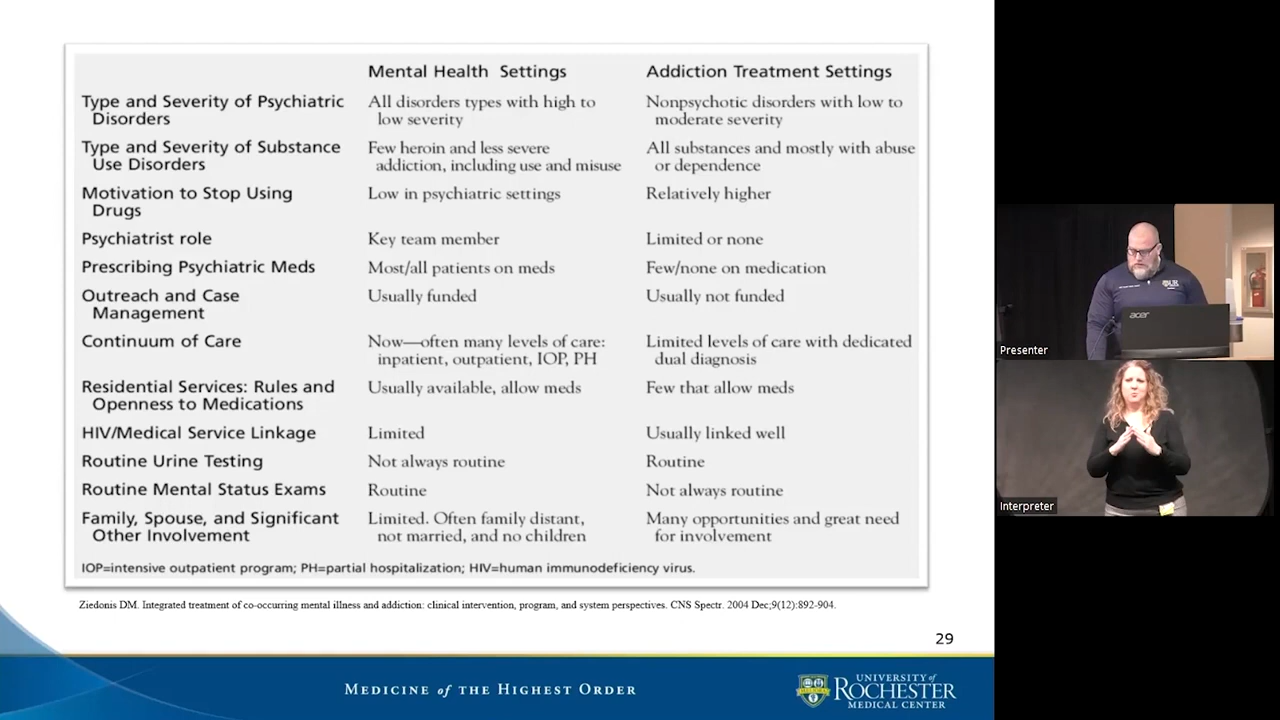 Mental Health Settings Addiction Treatment Settings
Type and Severity of Psychiatric All disorders types with high to Nonpsychotic disorders with low to
Disorders low severity moderate severity
Type and Severity of Substance Few heroin and less severe All substances and mostly with abuse
Use Disorders addiction, including use and misuse or dependence
Motivation to Stop Using Low in psychiatric settings Relatively higher
Drugs
Psychiatrist role Key team member Limited or none
Prescribing Psychiatric Meds Most/all patients on meds Few/none on medication
Outreach and Case Usually funded Usually not funded
Management
Continuum of Care Now—often many levels of care: Limited levels of care with dedicated
inpatient, outpatient, IOP, PH dual diagnosis
Residential Services: Rules and Usually available, allow meds Few that allow meds
Openness to Medications
HIV/Medical Service Linkage Limited Usually linked well
Routine Urine Testing Not always routine Routine
Routine Mental Status Exams Routine Not always routine
Family, Spouse, and Significant Limited. Often family distant, Many opportunities and great need
Other Involvement not married, and no children for involvement
IOP=intensive outpatient program; PH=partial hospitalization; HIV=human immunodeficiency virus.
Ziedonis DM. Integrated treatment of co-occurring mental illness and addiction: clinical intervention, program, and system perspectives. CNS Spectr. 2004 Dec;9(12):892-904.
29
MEDICINE of THE HIGHEST ORDER
UNIVERSITY of
ROCHESTER
MEDICAL CENTER
acer
Presenter
Interpreter